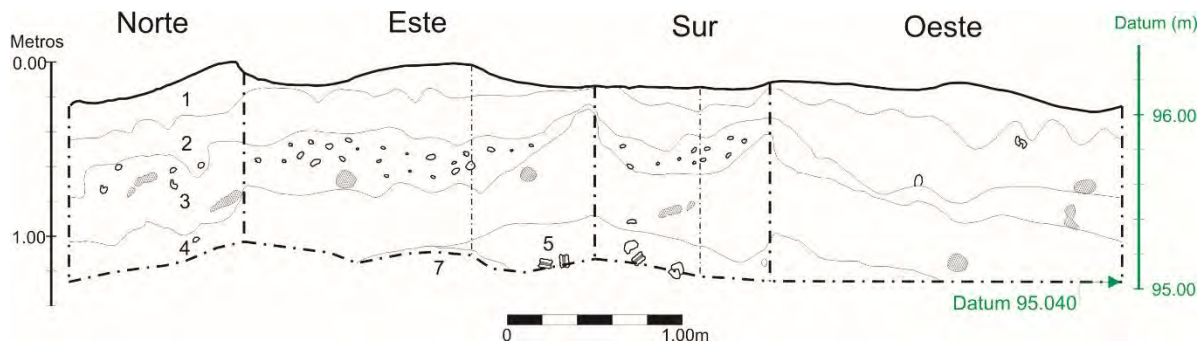 Norte
Este
Sur
Oeste
Datum (m)
Metros
0.00
1
96.00
2
3
1.00
4
5
7
95.00
Datum 95.040
0
1.00m